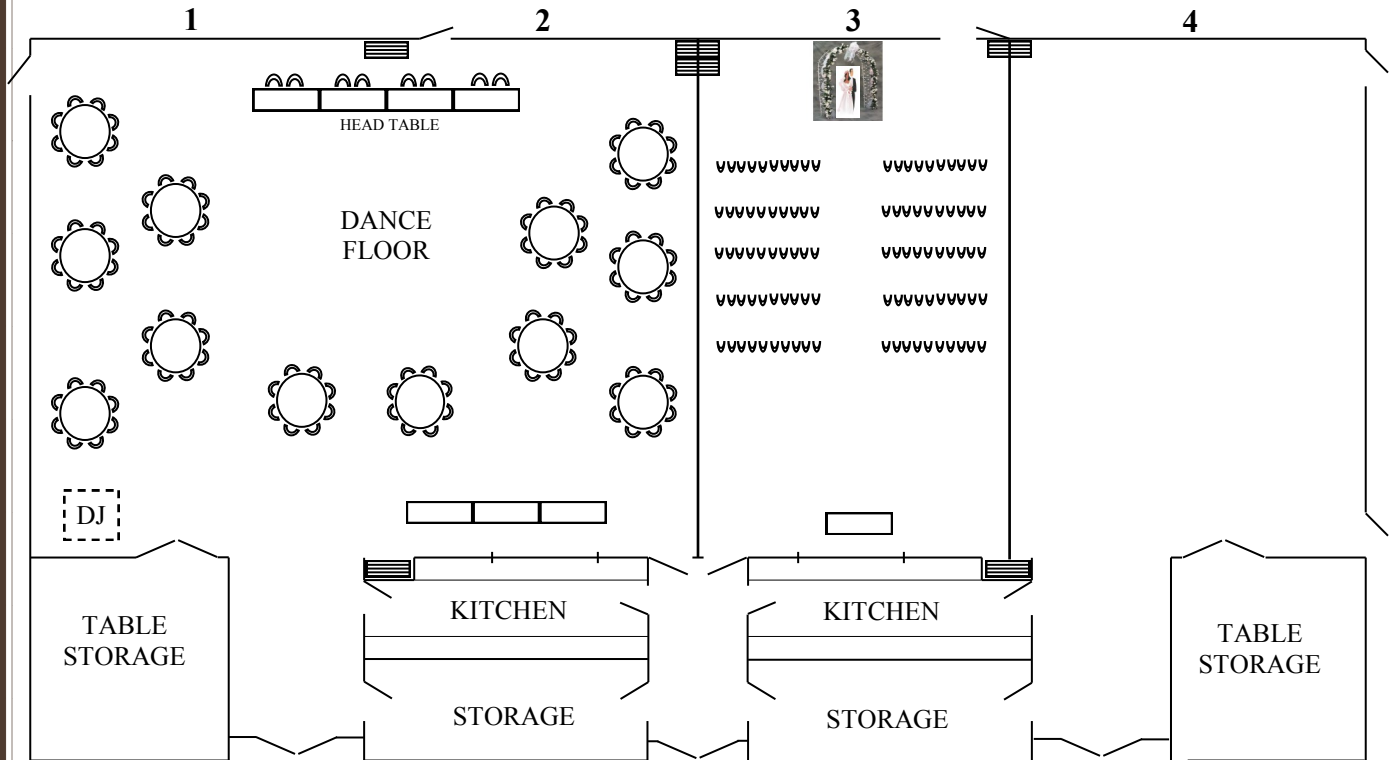 1
2
3
4
HEAD TABLE
DANCE
FLOOR
DJ
TABLE
STORAGE
KITCHEN
STORAGE
KITCHEN
STORAGE
TABLE
STORAGE